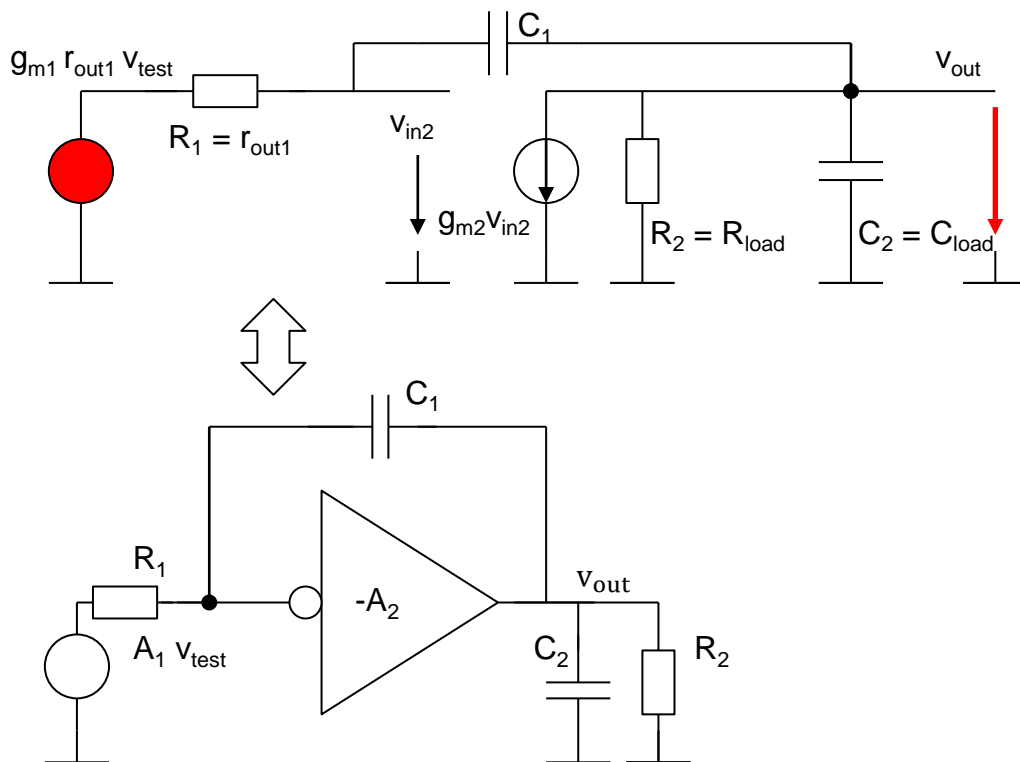 C₁
gₘ₁ rₒᵤₜ₁ vₜₑₛₜ
vₒᵤₜ
R₁ = rₒᵤₜ₁
vᵢₙ₂
gₘ₂vᵢₙ₂
R₂ = Rₗₒₐd
C₂ = Cₗₒₐd
C₁
R₁
vₒᵤₜ
-A₂
A₁ vₜₑₛₜ
C₂
R₂